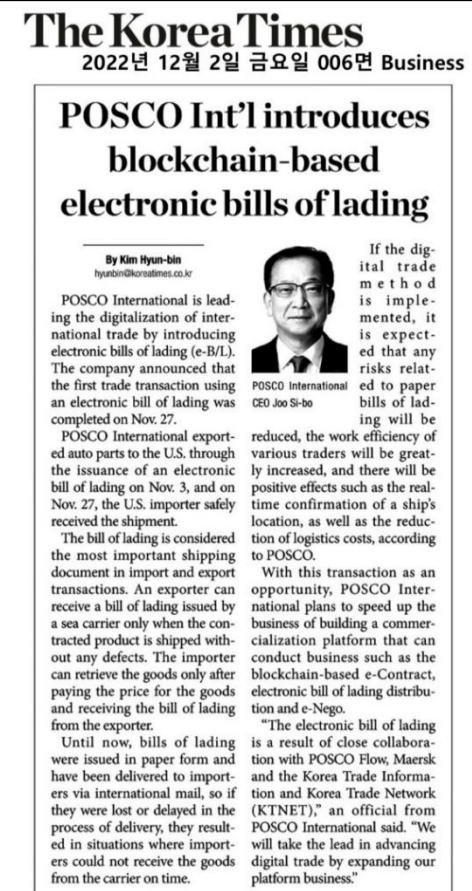 The Korea Times
2022년 12월 2일 금요일 006면 Business
POSCO Int'l introduces
blockchain-based
electronic bills of lading
By Kim Hyun-bin
hyunbin@koreatimes.co.kr
POSCO International is lead-
ing the digitalization of inter-
national trade by introducing
electronic bills of lading (e-B/L).
The company announced that
the first trade transaction using
an electronic bill of lading was
completed on Nov. 27.
POSCO International export-
ed auto parts to the U.S. through
the issuance of an electronic
bill of lading on Nov. 3, and on
Nov. 27, the U.S. importer safely
received the shipment.
The bill of lading is considered
the most important shipping
document in import and export
transactions. An exporter can
receive a bill of lading issued by
a sea carrier only when the con-
tracted product is shipped with-
out any defects. The importer
can retrieve the goods only after
paying the price for the goods
and receiving the bill of lading
from the exporter.
Until now, bills of lading
were issued in paper form and
have been delivered to import-
ers via international mail, so if
they were lost or delayed in the
process of delivery, they result-
ed in situations where import-
ers could not receive the goods
from the carrier on time.
POSCO International
CEO Joo Si-bo
If the dig-
ital trade
method
is imple-
mented, it
is expect-
ed that any
risks relat-
ed to paper
bills of lad-
ing will be
reduced, the work efficiency of
various traders will be great-
ly increased, and there will be
positive effects such as the real-
time confirmation of a ship's
location, as well as the reduc-
tion of logistics costs, according
to POSCO.
With this transaction as an
opportunity, POSCO Inter-
national plans to speed up the
business of building a commer-
cialization platform that can
conduct business such as the
blockchain-based e-Contract,
electronic bill of lading distribu-
tion and e-Nego.
"The electronic bill of lading
is a result of close collabora-
tion with POSCO Flow, Maersk
and the Korea Trade Informa-
tion and Korea Trade Network
(KTNET)," an official from
POSCO International said. "We
will take the lead in advancing
digital trade by expanding our
platform business."